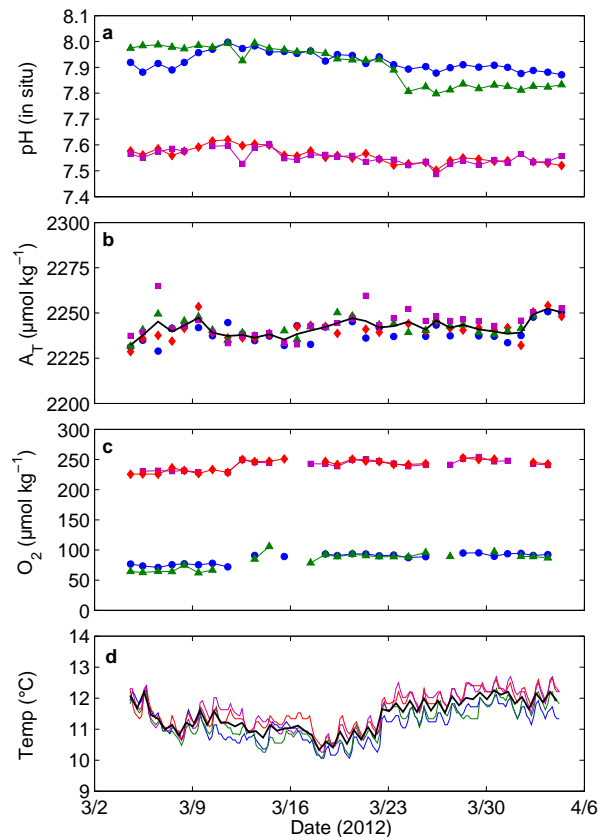 a
8.1
8.0
7.9
7.8
7.7
7.6
7.5
7.4
pH (in situ)
b
2300
2275
2250
2225
2200
A_T (μmol kg⁻¹)
c
300
250
200
150
100
50
0
O₂ (μmol kg⁻¹)
d
14
13
12
11
10
9
Temp (°C)
3/2 3/9 3/16 3/23 3/30 4/6
Date (2012)